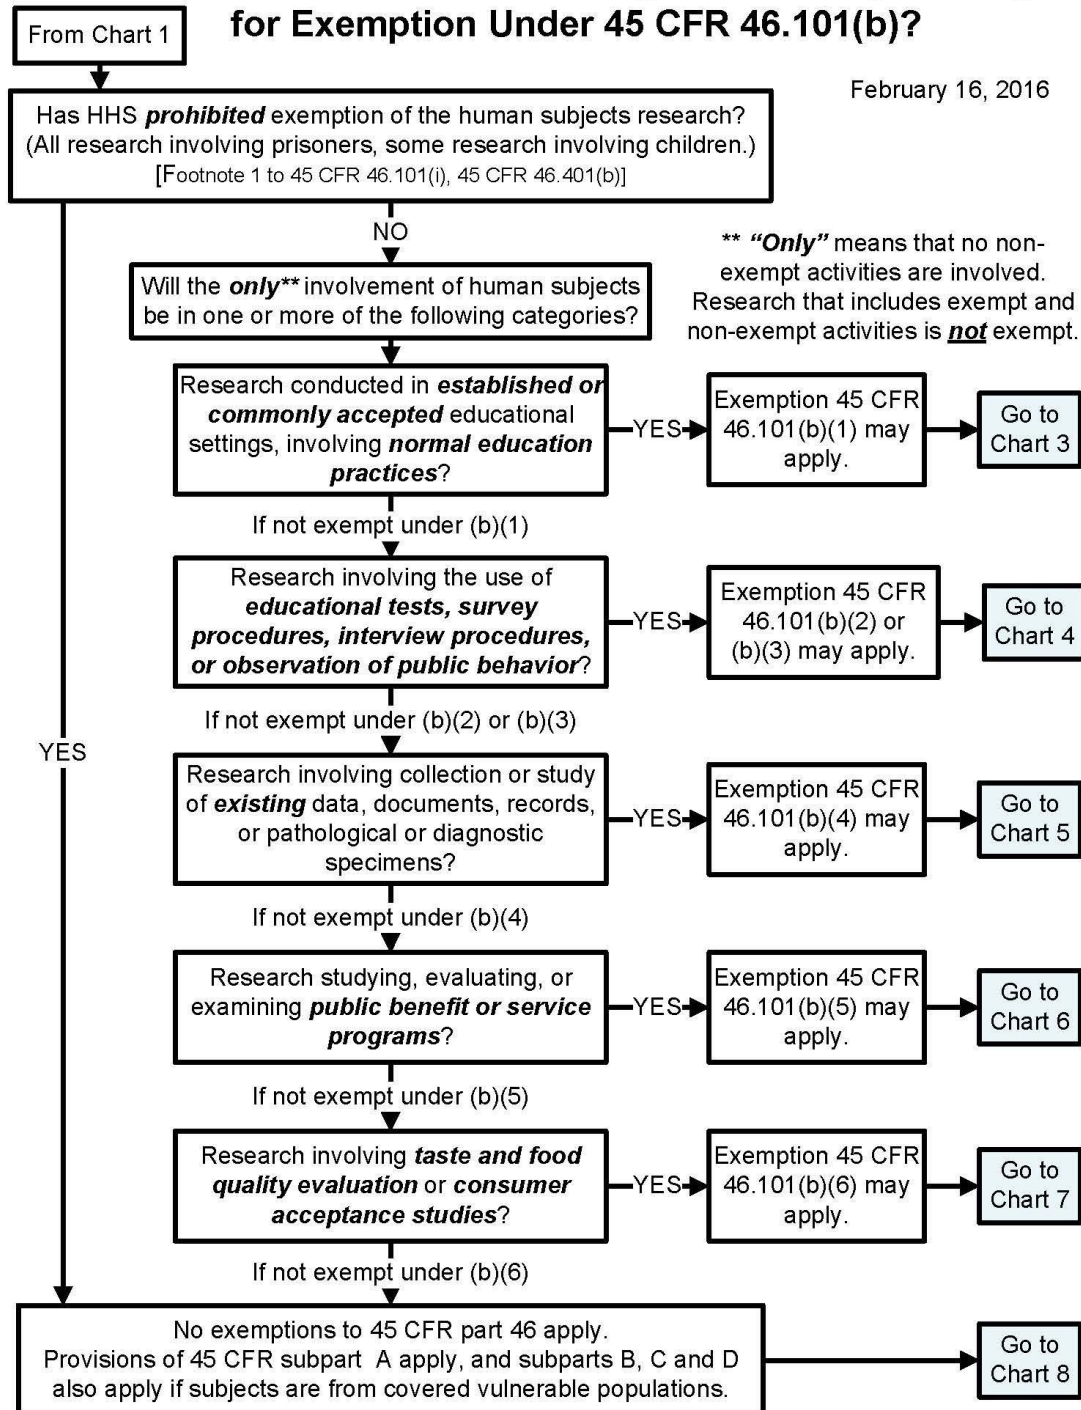 for Exemption Under 45 CFR 46.101(b)?
From Chart 1
February 16, 2016
Has HHS prohibited exemption of the human subjects research?
(All research involving prisoners, some research involving children.)
[Footnote 1 to 45 CFR 46.101(i), 45 CFR 46.401(b)]
NO
** "Only" means that no non-
exempt activities are involved.
Research that includes exempt and
non-exempt activities is not exempt.
Will the only** involvement of human subjects
be in one or more of the following categories?
Research conducted in established or
commonly accepted educational
settings, involving normal education
practices?
YES
Exemption 45 CFR
46.101(b)(1) may
apply.
Go to
Chart 3
If not exempt under (b)(1)
Research involving the use of
educational tests, survey
procedures, interview procedures,
or observation of public behavior?
YES
Exemption 45 CFR
46.101(b)(2) or
(b)(3) may apply.
Go to
Chart 4
If not exempt under (b)(2) or (b)(3)
YES
Research involving collection or study
of existing data, documents, records,
or pathological or diagnostic
specimens?
YES
Exemption 45 CFR
46.101(b)(4) may
apply.
Go to
Chart 5
If not exempt under (b)(4)
Research studying, evaluating, or
examining public benefit or service
programs?
YES
Exemption 45 CFR
46.101(b)(5) may
apply.
Go to
Chart 6
If not exempt under (b)(5)
Research involving taste and food
quality evaluation or consumer
acceptance studies?
YES
Exemption 45 CFR
46.101(b)(6) may
apply.
Go to
Chart 7
If not exempt under (b)(6)
No exemptions to 45 CFR part 46 apply.
Provisions of 45 CFR subpart A apply, and subparts B, C and D
also apply if subjects are from covered vulnerable populations.
Go to
Chart 8